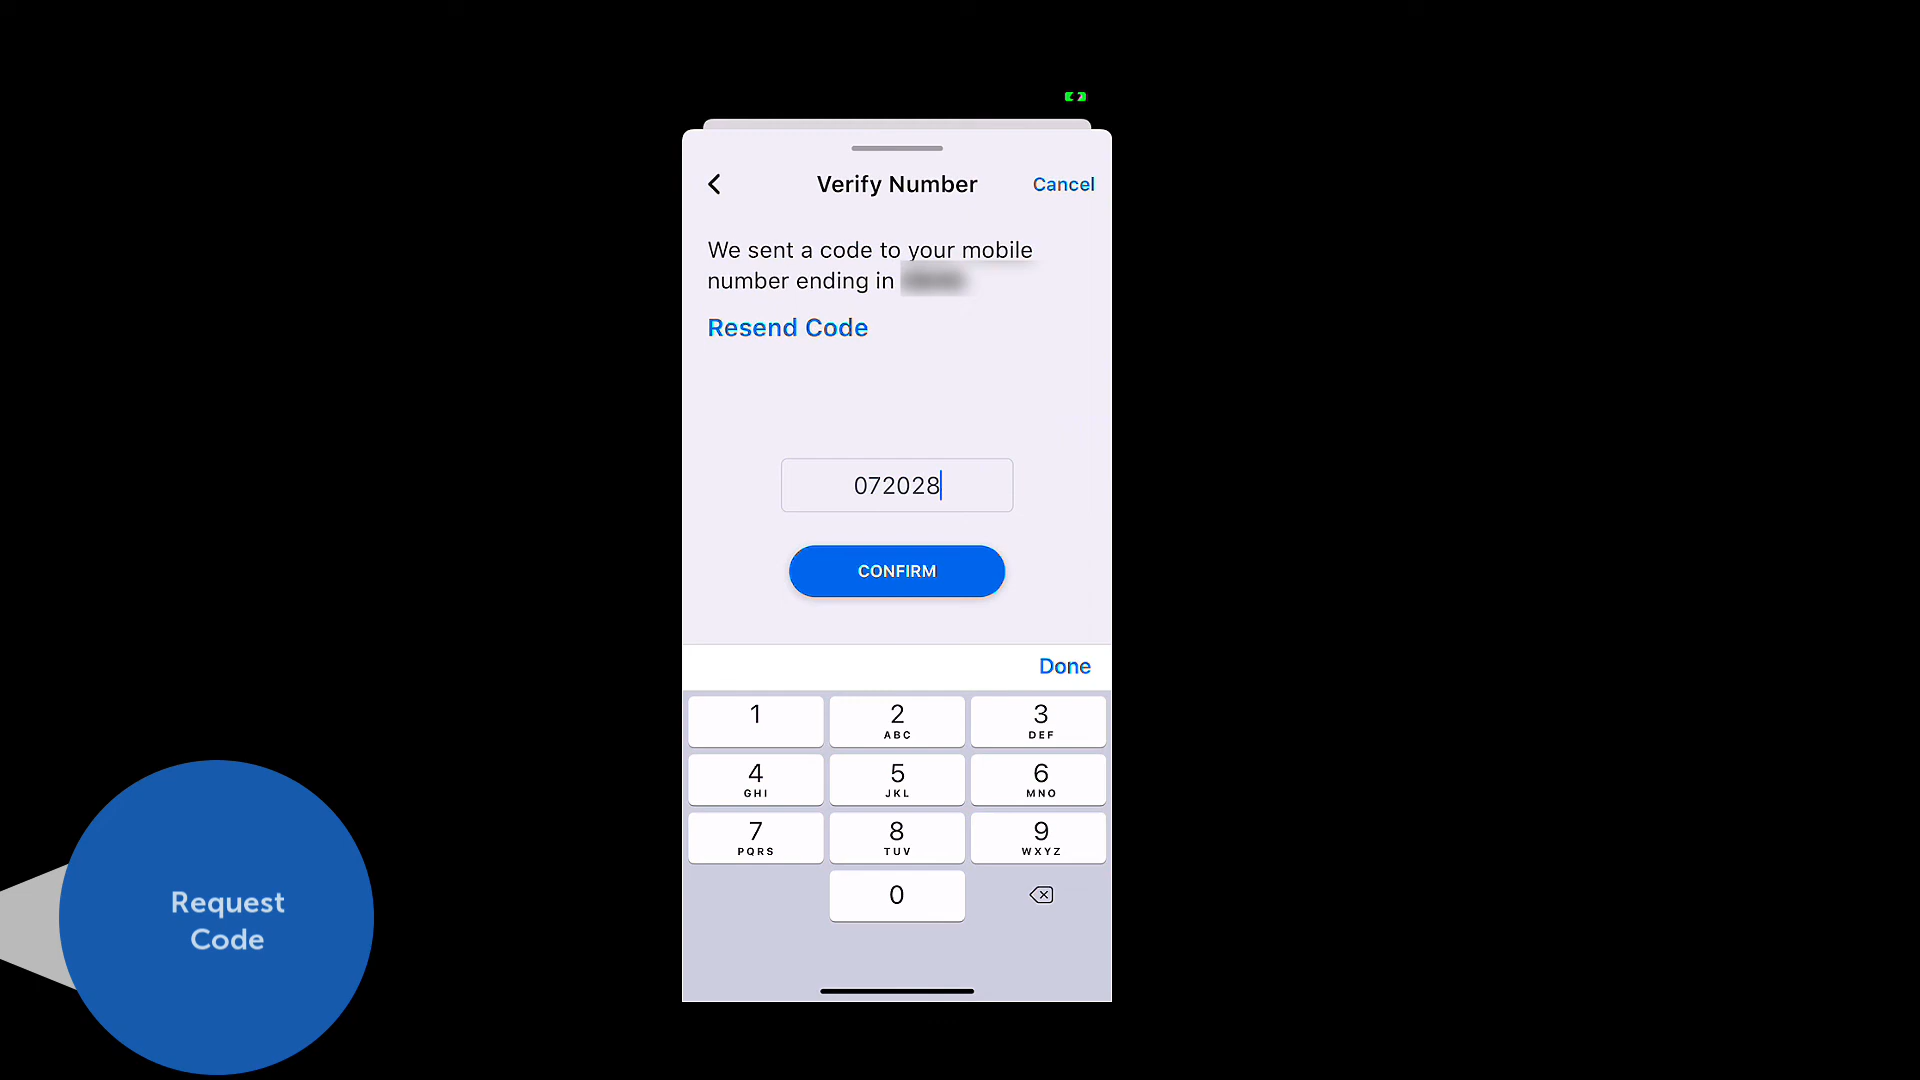 Verify Number
Cancel
We sent a code to your mobile
number ending in
Resend Code
072028
CONFIRM
Done
1
2
ABC
3
DEF
4
GHI
5
JKL
6
MNO
7
PQRS
8
TUV
9
WXYZ
0
Request
Code